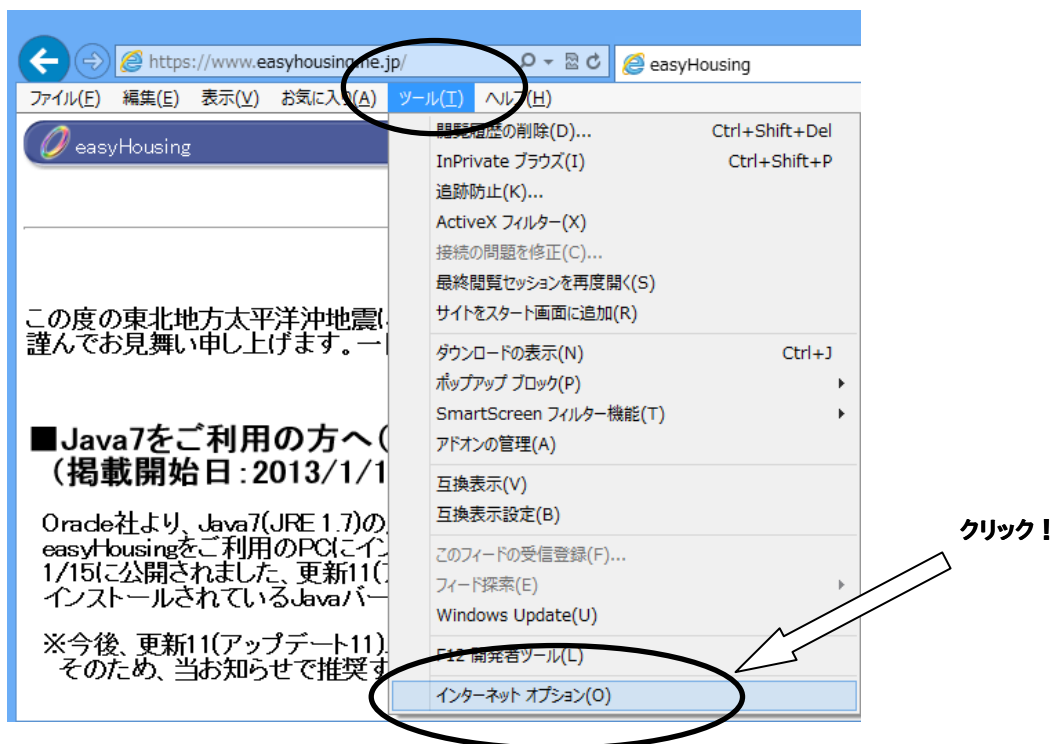 https://www.easyhousing.ne.jp/
easyHousing
ファイル(F) 編集(E) 表示(V) お気に入り(A) ツール(T) ヘルプ(H)
easyHousing
閲覧履歴の削除(D)... Ctrl+Shift+Del
InPrivate ブラウズ(I) Ctrl+Shift+P
追跡防止(K)...
ActiveX フィルター(X)
接続の問題を修正(C)...
最終閲覧セッションを再度開く(S)
サイトをスタート画面に追加(R)
ダウンロードの表示(N) Ctrl+J
ポップアップ ブロック(P)
SmartScreen フィルター機能(T)
アドオンの管理(A)
互換表示(V)
互換表示設定(B)
このフィードの受信登録(F)...
フィード探索(E)
Windows Update(U)
F12 開発者ツール(L)
インターネット オプション(O)
この度の東北地方太平洋沖地震に
謹んでお見舞い申し上げます。一
■Java7をご利用の方へ(
(掲載開始日:2013/1/1
Oracle社より、Java7(JRE 1.7)の
easyHousingをご利用のPCにイン
1/15に公開されました、更新11(ア
インストールされているJavaバー
※今後、更新11(アップデート11)
そのため、当お知らせで推奨す
クリック！